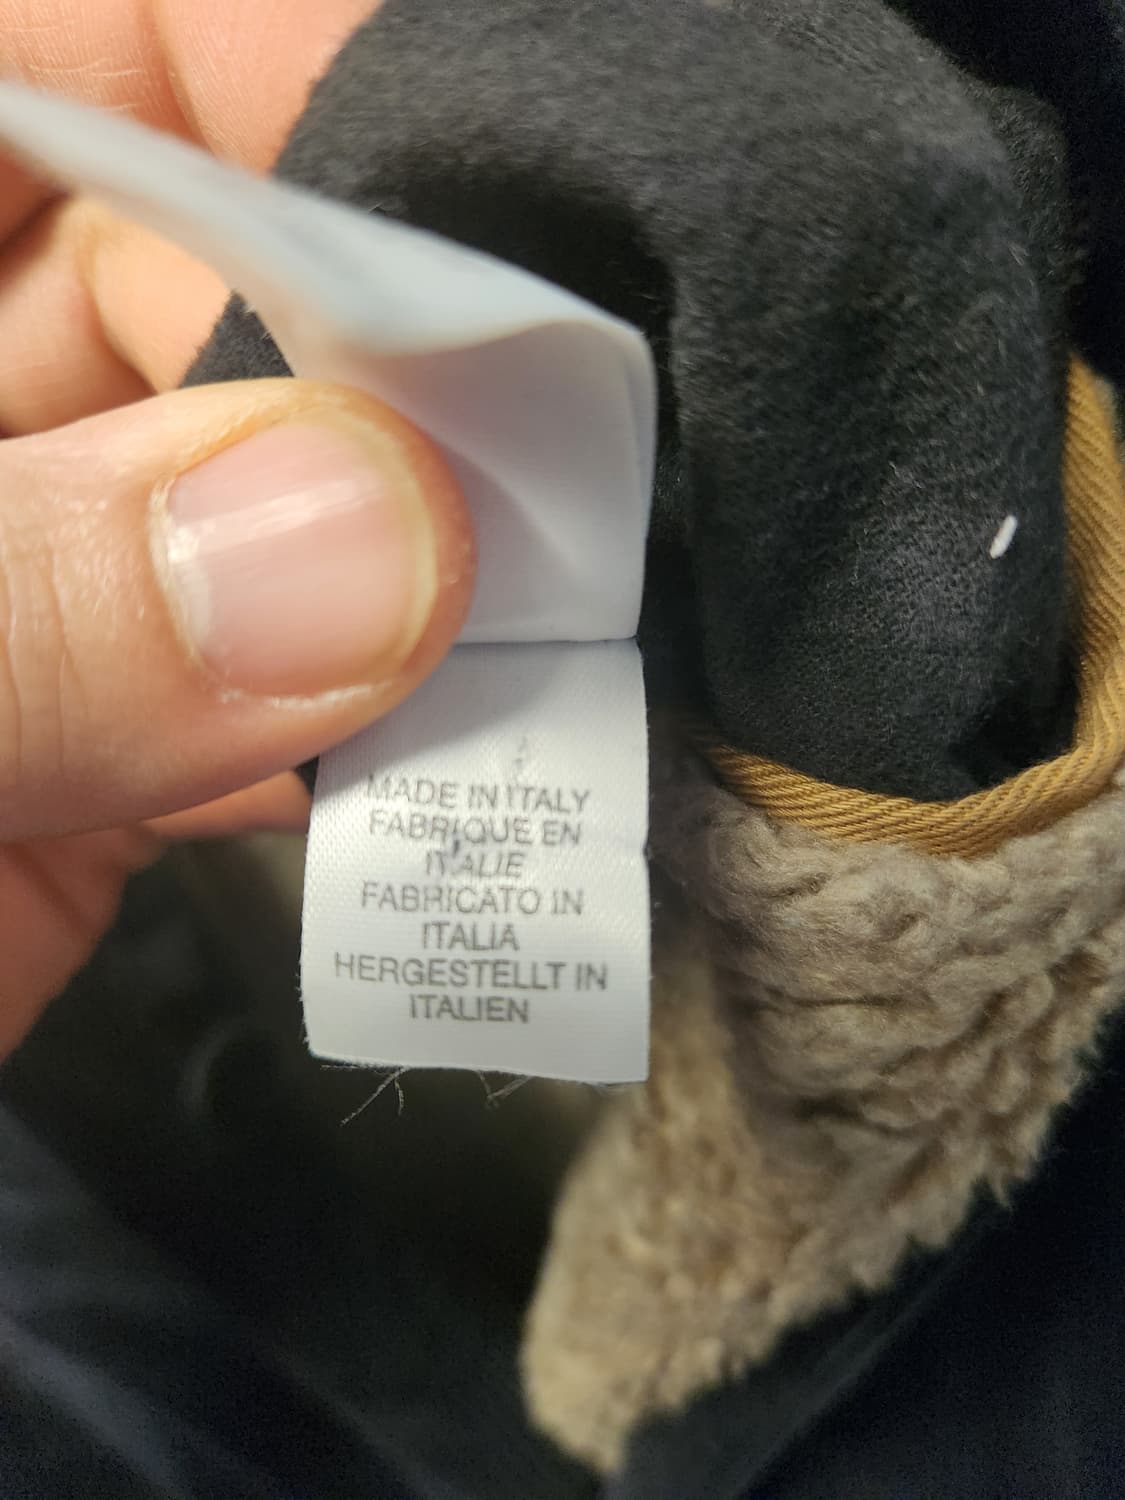 MADE IN ITALY
FABRIQUE EN
ITALIE
FABRICATO IN
ITALIA
HERGESTELLT IN
ITALIEN